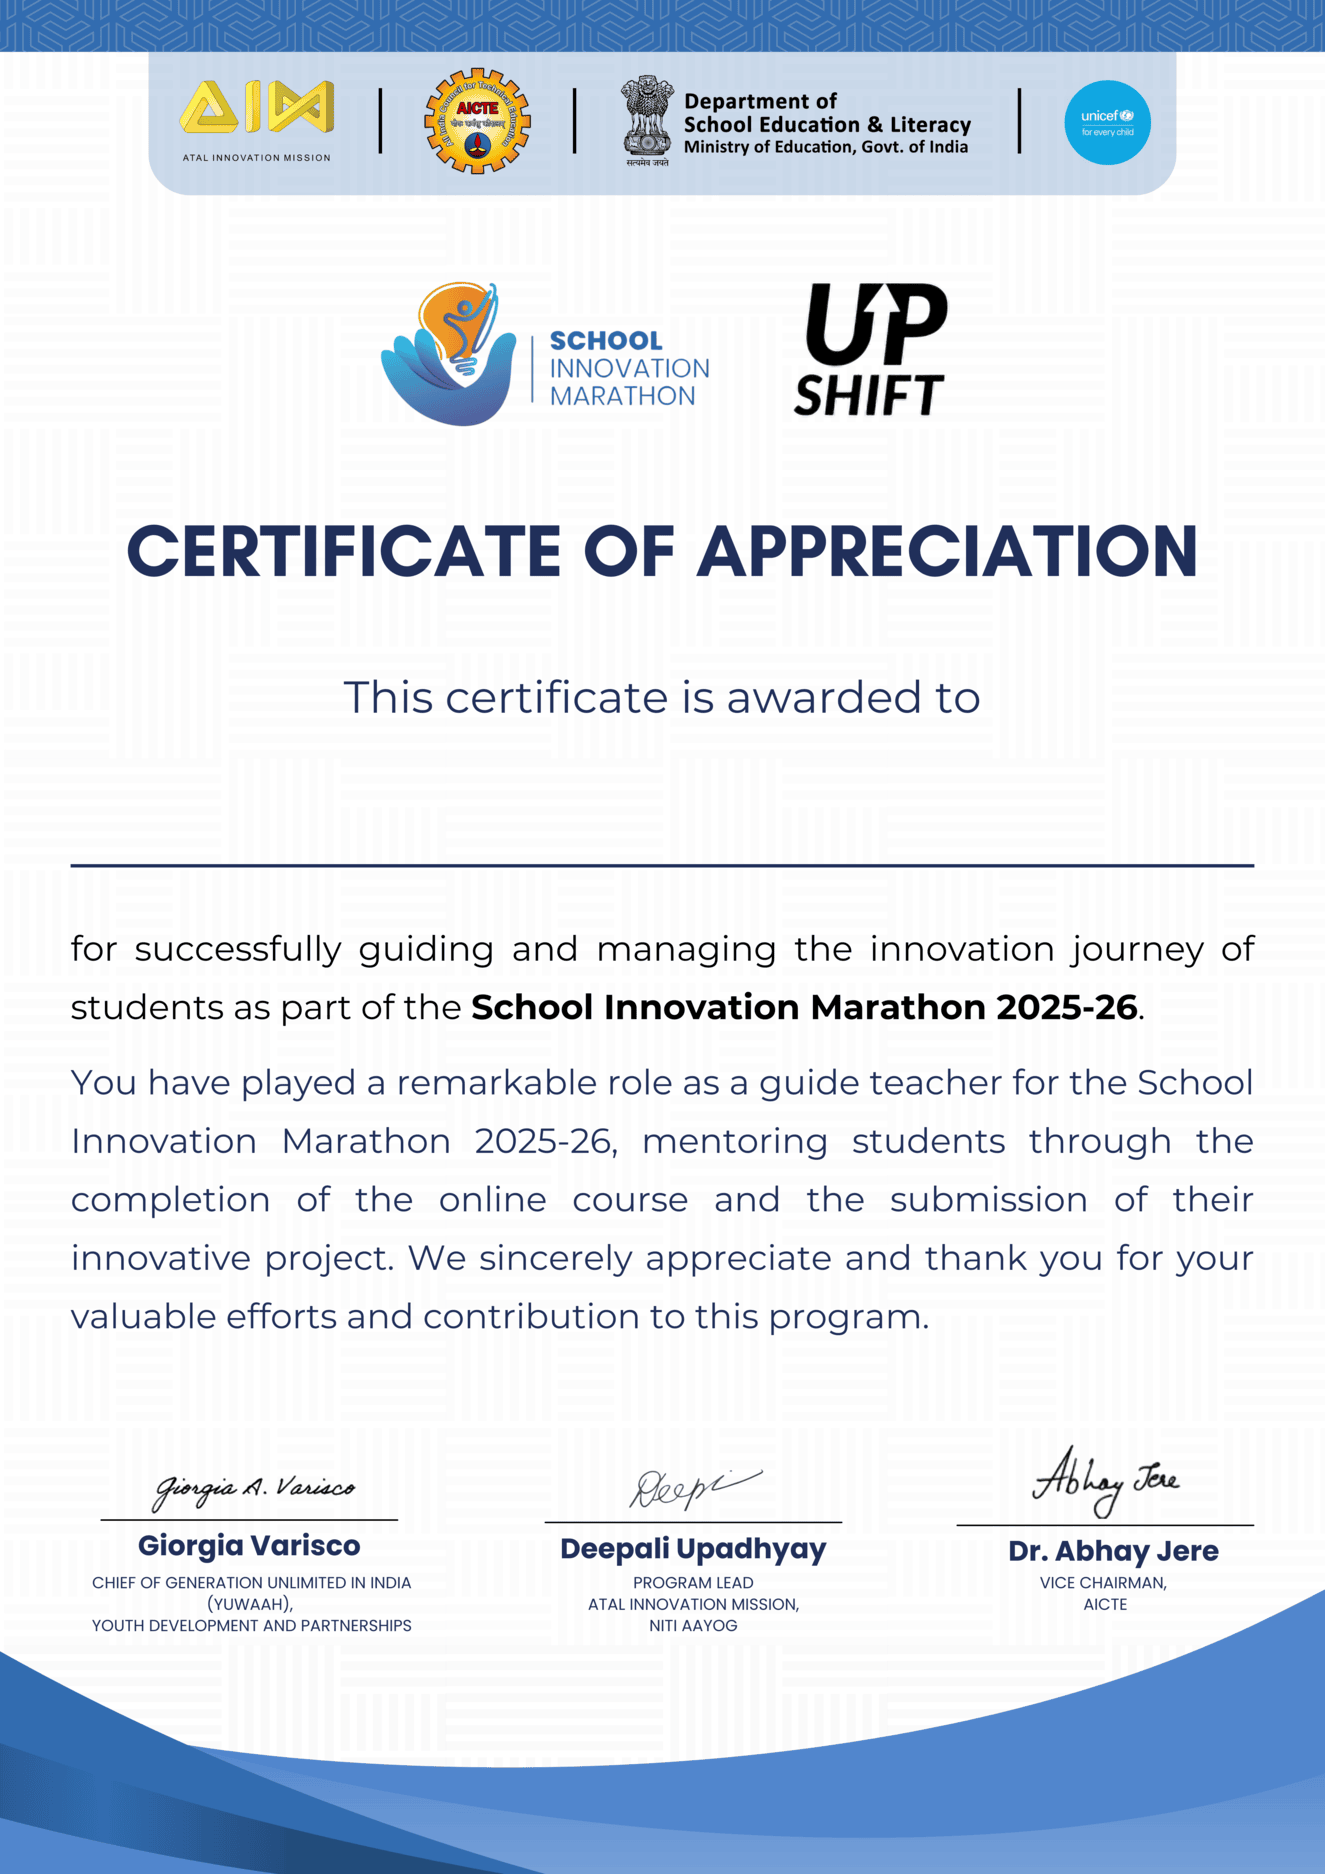 ATAL INNOVATION MISSION
All India Council for Technical Education
AICTE
योगः कर्मसु कौशलम्
सत्यमेव जयते
Department of
School Education & Literacy
Ministry of Education, Govt. of India
unicef
for every child
SCHOOL
INNOVATION
MARATHON
UP
SHIFT
CERTIFICATE OF APPRECIATION
This certificate is awarded to
for successfully guiding and managing the innovation journey of
students as part of the School Innovation Marathon 2025-26.
You have played a remarkable role as a guide teacher for the School
Innovation Marathon 2025-26, mentoring students through the
completion of the online course and the submission of their
innovative project. We sincerely appreciate and thank you for your
valuable efforts and contribution to this program.
Giorgia A. Varisco
Deepi
Abhay Jere
Giorgia Varisco
Deepali Upadhyay
Dr. Abhay Jere
CHIEF OF GENERATION UNLIMITED IN INDIA
(YUWAAH),
YOUTH DEVELOPMENT AND PARTNERSHIPS
PROGRAM LEAD
ATAL INNOVATION MISSION,
NITI AAYOG
VICE CHAIRMAN,
AICTE